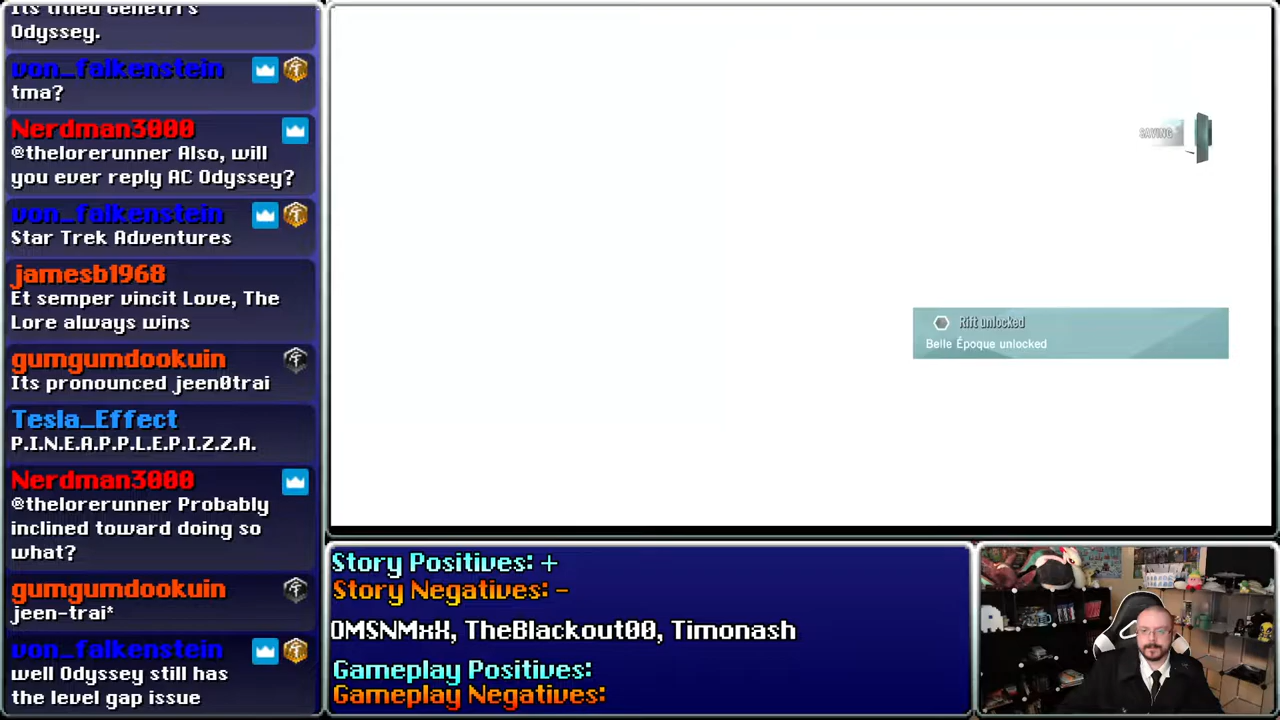 Its titled Genetri's
Odyssey.
von_falkenstein
tma?
Nerdman3000
@thelorerunner Also, will
you ever reply AC Odyssey?
von_falkenstein
Star Trek Adventures
jamesb1968
Et semper vincit Love, The
Lore always wins
gumgumdookuin
Its pronounced jeen0trai
Tesla_Effect
P.I.N.E.A.P.P.L.E.P.I.Z.Z.A.
Nerdman3000
@thelorerunner Probably
inclined toward doing so
what?
gumgumdookuin
jeen-trai*
von_falkenstein
well Odyssey still has
the level gap issue
SAVING
Rift unlocked
Belle Époque unlocked
Story Positives: +
Story Negatives: -
OMSNMxX, TheBlackout00, Timonash
Gameplay Positives:
Gameplay Negatives: